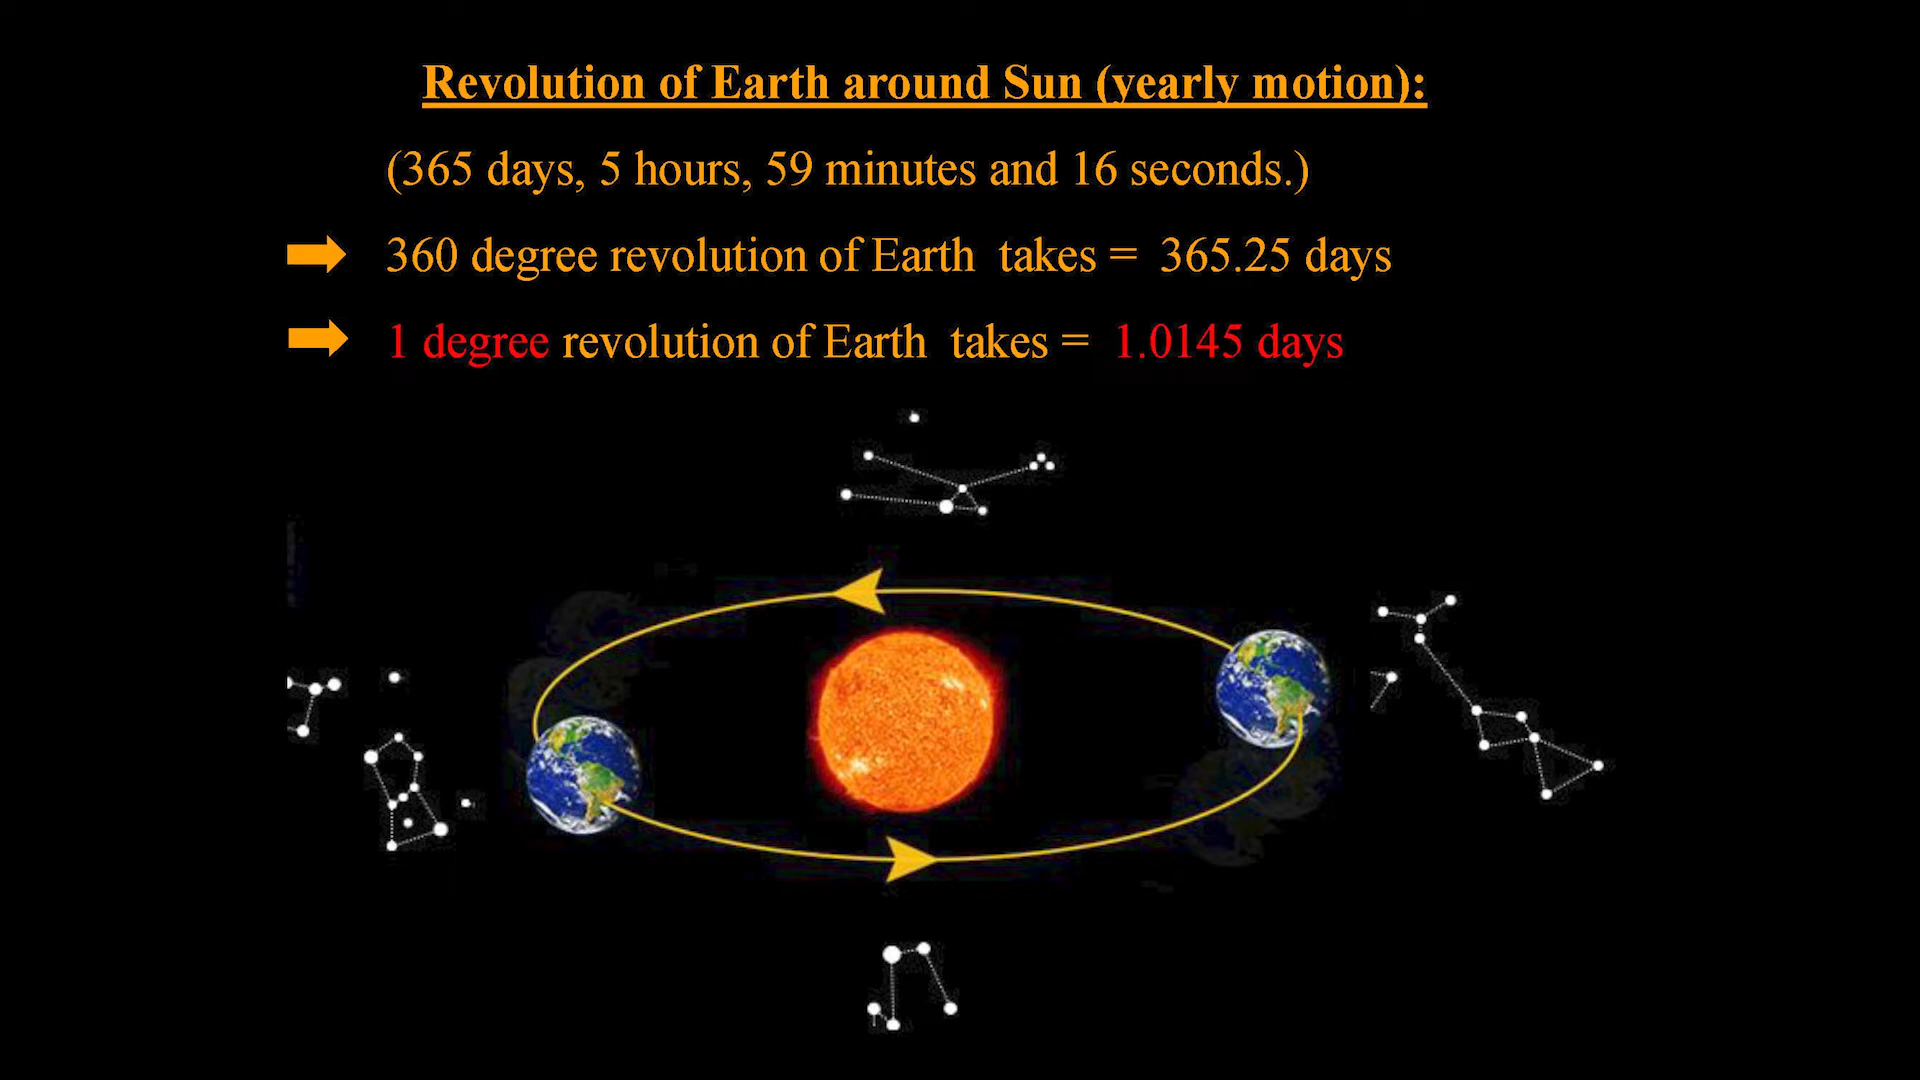 Revolution of Earth around Sun (yearly motion):
(365 days, 5 hours, 59 minutes and 16 seconds.)
360 degree revolution of Earth takes = 365.25 days
1 degree revolution of Earth takes = 1.0145 days